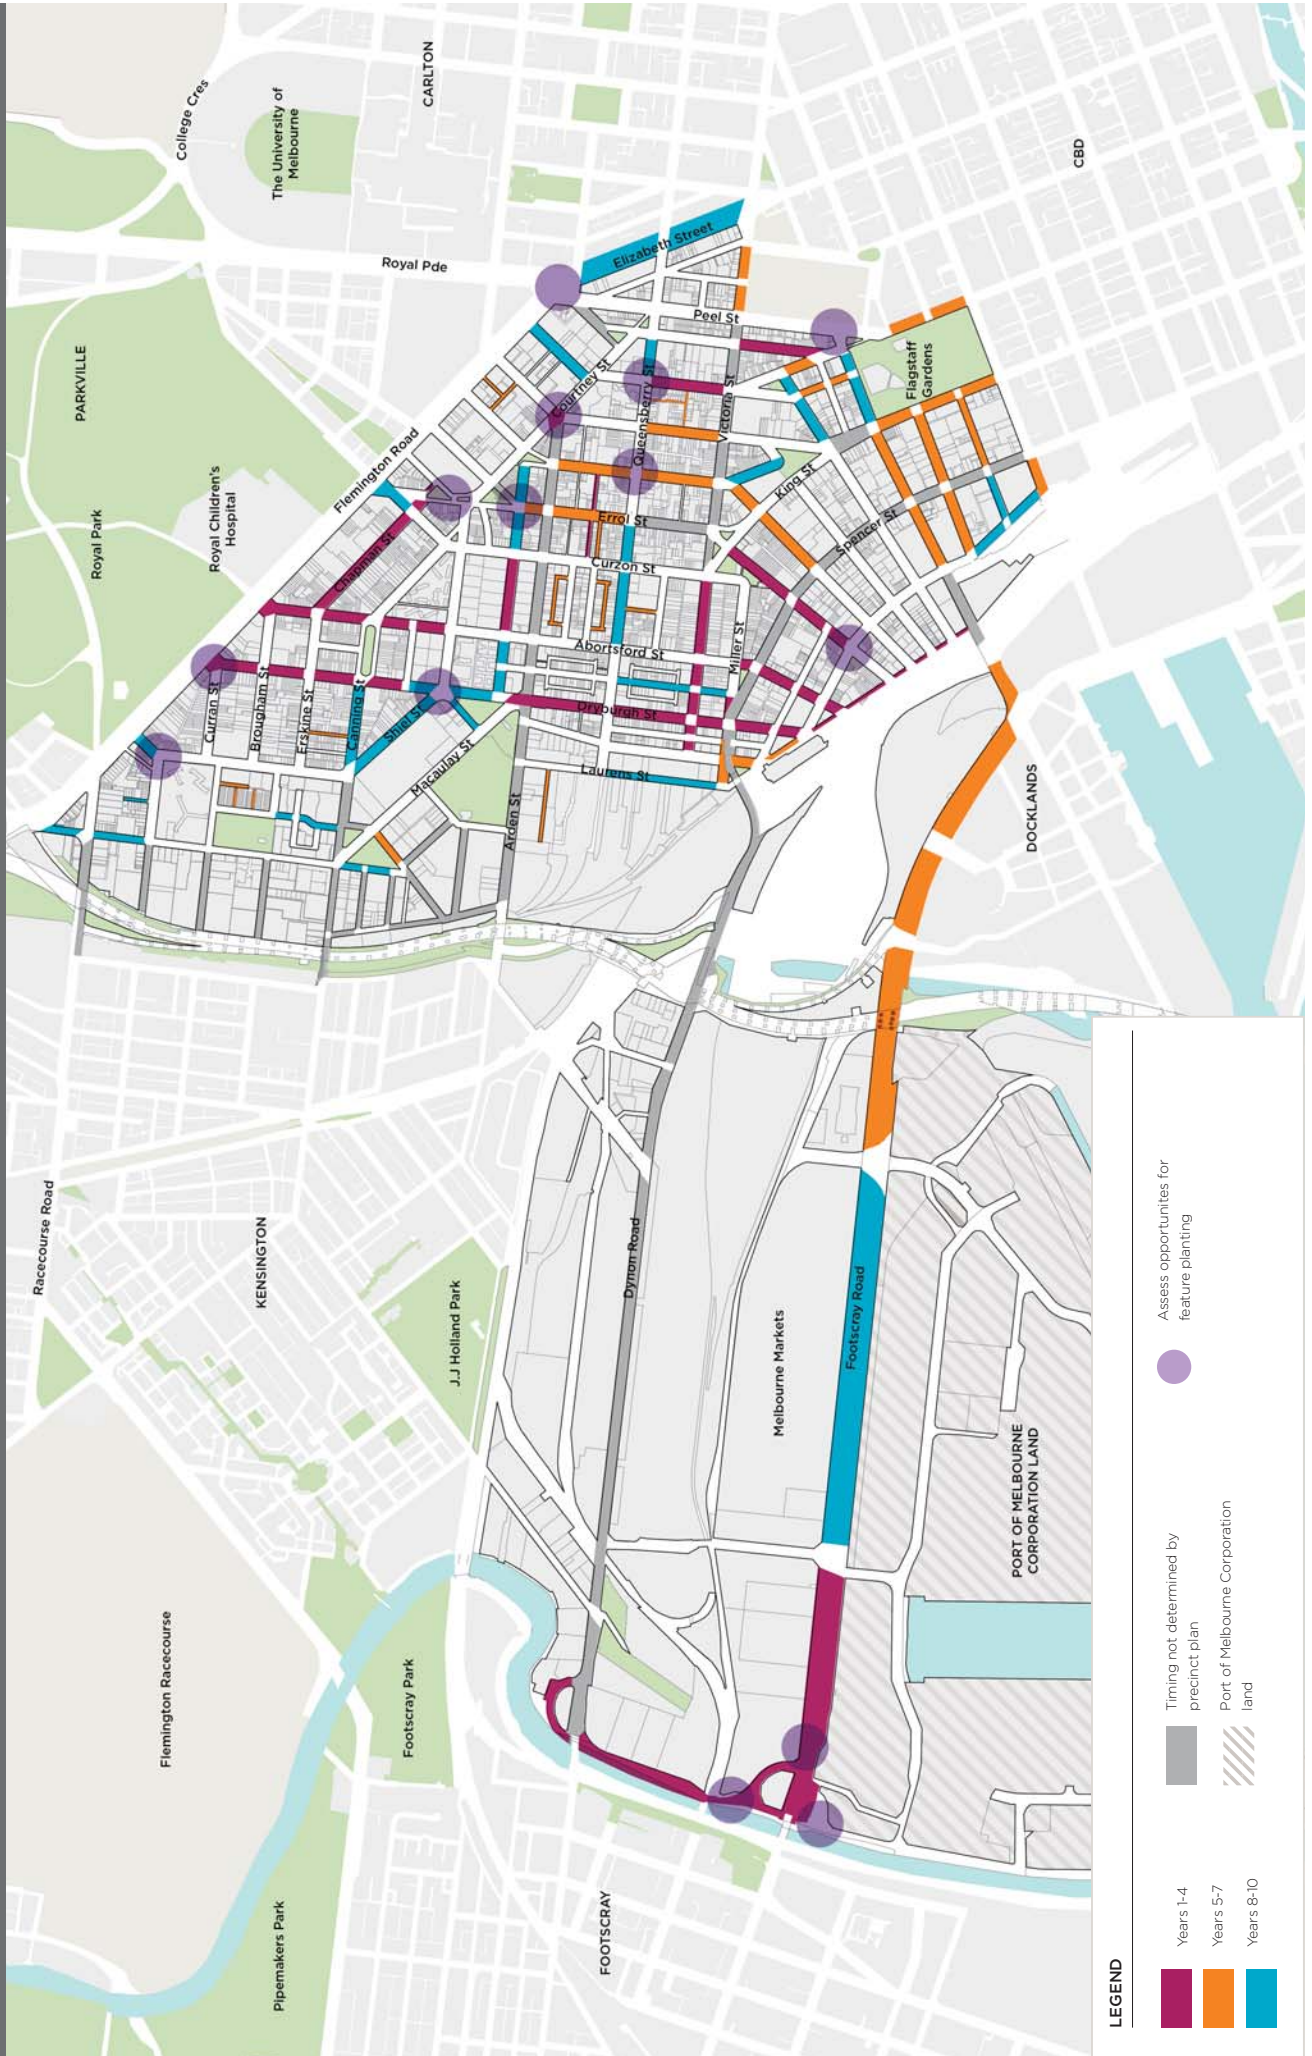 College Cres
The University of
Melbourne
CARLTON
CBD
Royal Pde
Elizabeth Street
Peel St
PARKVILLE
Royal Park
Royal Children's
Hospital
Flemington Road
Courtney St
Queensberry St
Victoria St
Flagstaff
Gardens
King St
Spencer St
Errol St
Curzon St
Chapman St
Abortsford St
Miller St
Dryburgh St
Curran St
Brougham St
Erskine St
Canning St
Shiel St
Macaulay St
Laurens St
Arden St
DOCKLANDS
Racecourse Road
KENSINGTON
J.J Holland Park
Dynon Road
Melbourne Markets
Footscray Road
PORT OF MELBOURNE
CORPORATION LAND
Flemington Racecourse
Footscray Park
Pipemakers Park
FOOTSCRAY
LEGEND
Years 1-4
Years 5-7
Years 8-10
Timing not determined by
precinct plan
Port of Melbourne Corporation
land
Assess opportunites for
feature planting